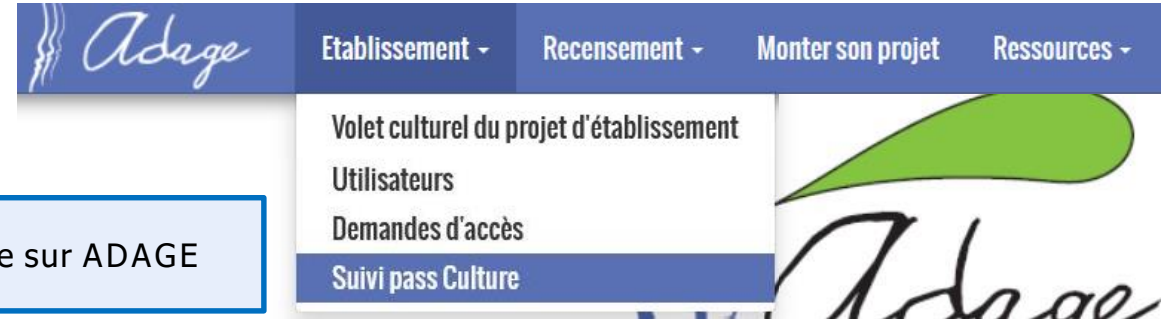 Adage Etablissement Recensement Monter son projet Ressources
Volet culturel du projet d'établissement
Utilisateurs
Demandes d'accès
Suivi pass Culture
e sur ADAGE
Adage